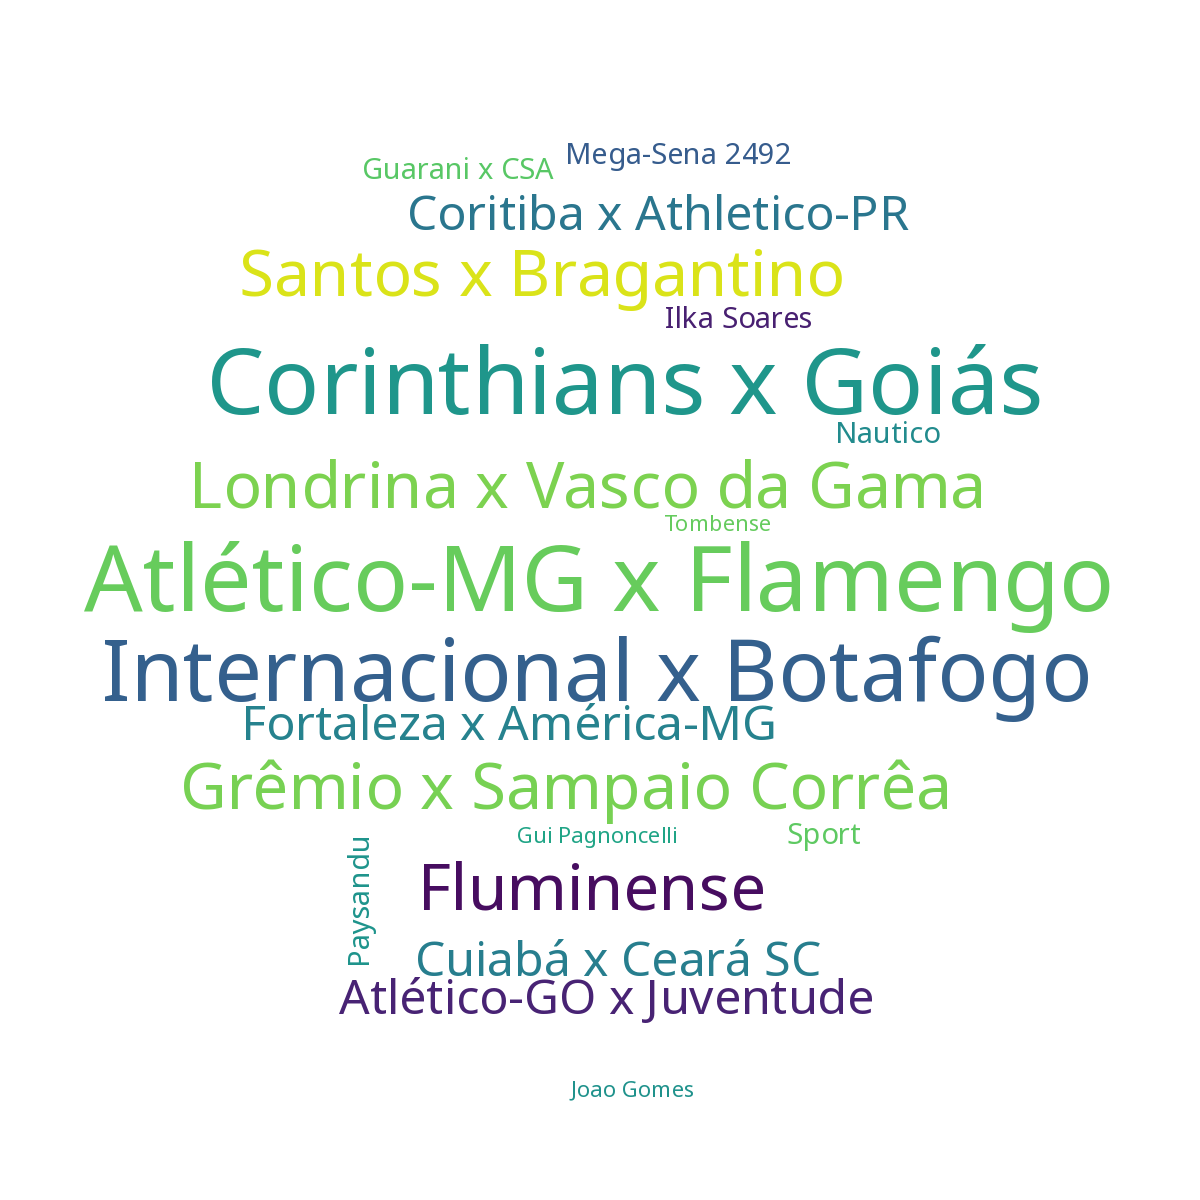 Mega-Sena 2492
Guarani x CSA
Coritiba x Athletico-PR
Santos x Bragantino
Ilka Soares
Corinthians x Goiás
Nautico
Londrina x Vasco da Gama
Tombense
Atlético-MG x Flamengo
Internacional x Botafogo
Fortaleza x América-MG
Grêmio x Sampaio Corrêa
Gui Pagnoncelli
Sport
Paysandu
Fluminense
Cuiabá x Ceará SC
Atlético-GO x Juventude
Joao Gomes